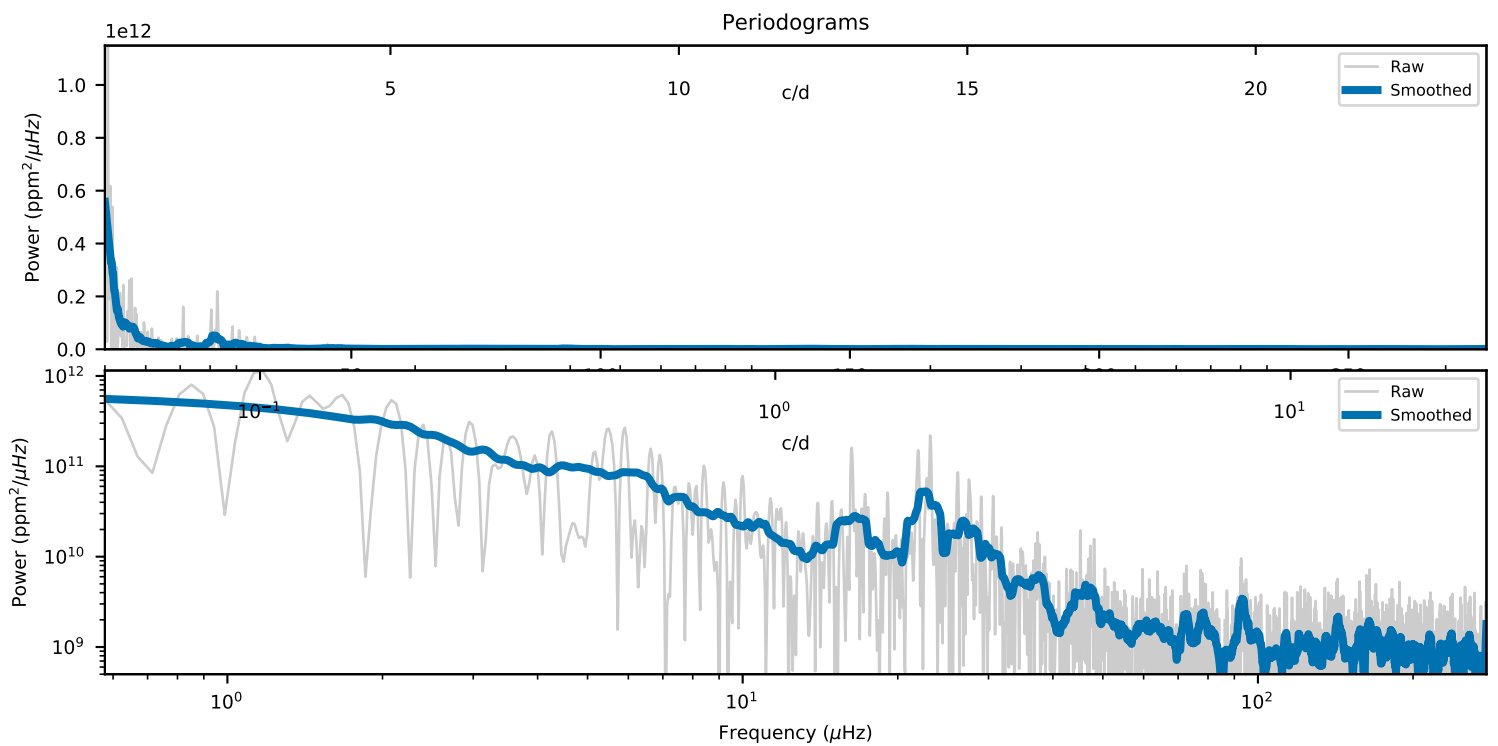 Periodograms
1e12
5 10 15 20
c/d
Raw
Smoothed
1.0
0.8
0.6
0.4
0.2
0.0
Power (ppm²/μHz)
10⁻¹ 10⁰ 10¹
c/d
Raw
Smoothed
10¹²
10¹¹
10¹⁰
10⁹
Power (ppm²/μHz)
10⁰ 10¹ 10²
Frequency (μHz)